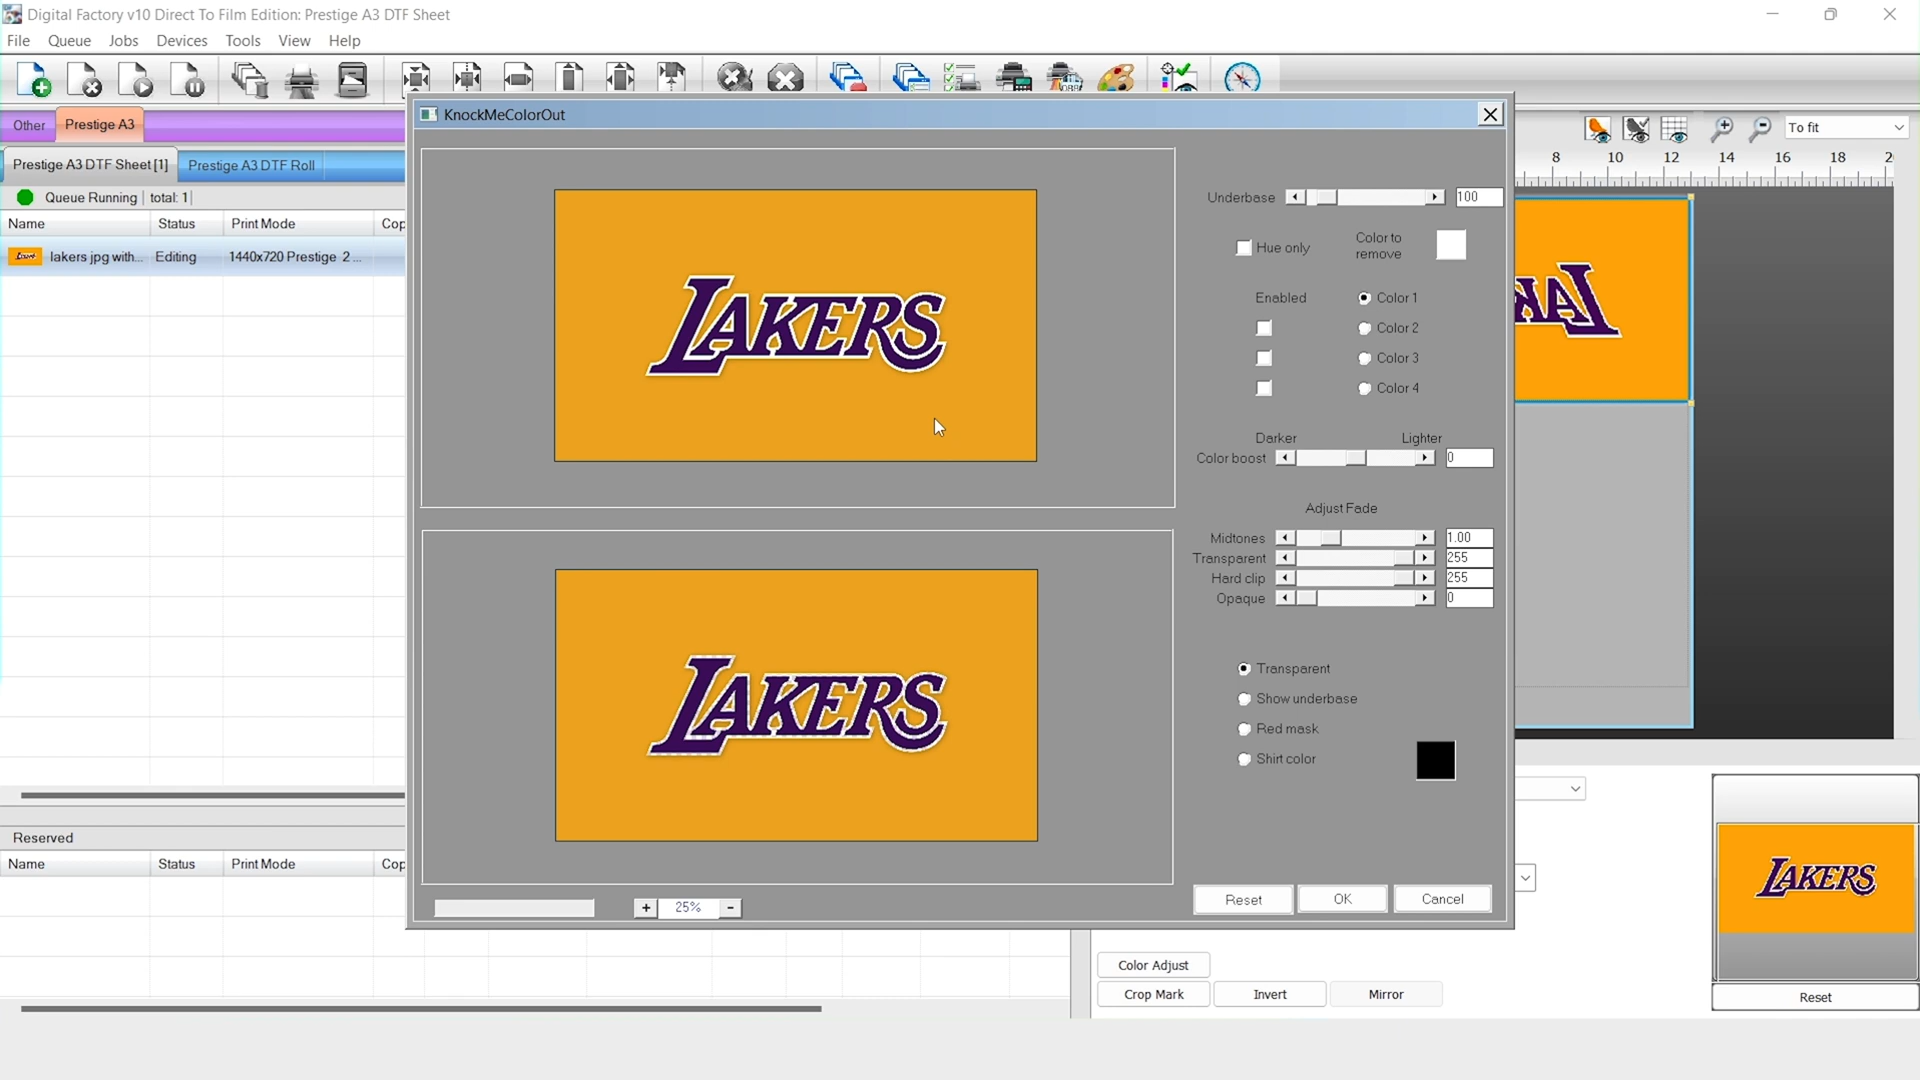 Digital Factory v10 Direct To Film Edition: Prestige A3 DTF Sheet
File Queue Jobs Devices Tools View Help
Other Prestige A3
Prestige A3 DTF Sheet [1] Prestige A3 DTF Roll
Queue Running total: 1
Name Status Print Mode Cop
lakers jpg with... Editing 1440x720 Prestige 2 ...
Reserved
Name Status Print Mode Cop
KnockMeColorOut
LAKERS
LAKERS
25%
Underbase 100
Hue only Color to remove
Enabled Color 1
Color 2
Color 3
Color 4
Darker Lighter
Color boost 0
Adjust Fade
Midtones 1.00
Transparent 255
Hard clip 255
Opaque 0
Transparent
Show underbase
Red mask
Shirt color
Reset OK Cancel
To fit
8 10 12 14 16 18 2
Color Adjust
Crop Mark Invert Mirror
LAKERS
Reset